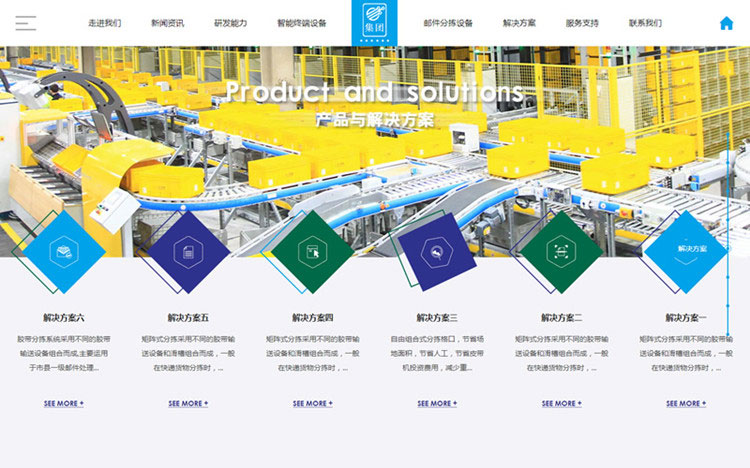 走进我们
新闻资讯
研发能力
智能终端设备
集团
邮件分拣设备
解决方案
服务支持
联系我们
Product and solutions
产品与解决方案
解决方案
解决方案六
胶带分拣系统采用不同的胶带
输送设备组合而成,主要运用
于市县一级邮件处理...
SEE MORE +
解决方案五
矩阵式分拣采用不同的胶带输
送设备和滑槽组合而成，一般
在快递货物分拣时，...
SEE MORE +
解决方案四
矩阵式分拣采用不同的胶带输
送设备和滑槽组合而成，一般
在快递货物分拣时，...
SEE MORE +
解决方案三
自由组合式分拣格口，节省场
地面积，节省人工，节省皮带
机投资费用，减少重...
SEE MORE +
解决方案二
矩阵式分拣采用不同的胶带输
送设备和滑槽组合而成，一般
在快递货物分拣时，...
SEE MORE +
解决方案一
矩阵式分拣采用不同的胶带输
送设备和滑槽组合而成，一般
在快递货物分拣时，...
SEE MORE +